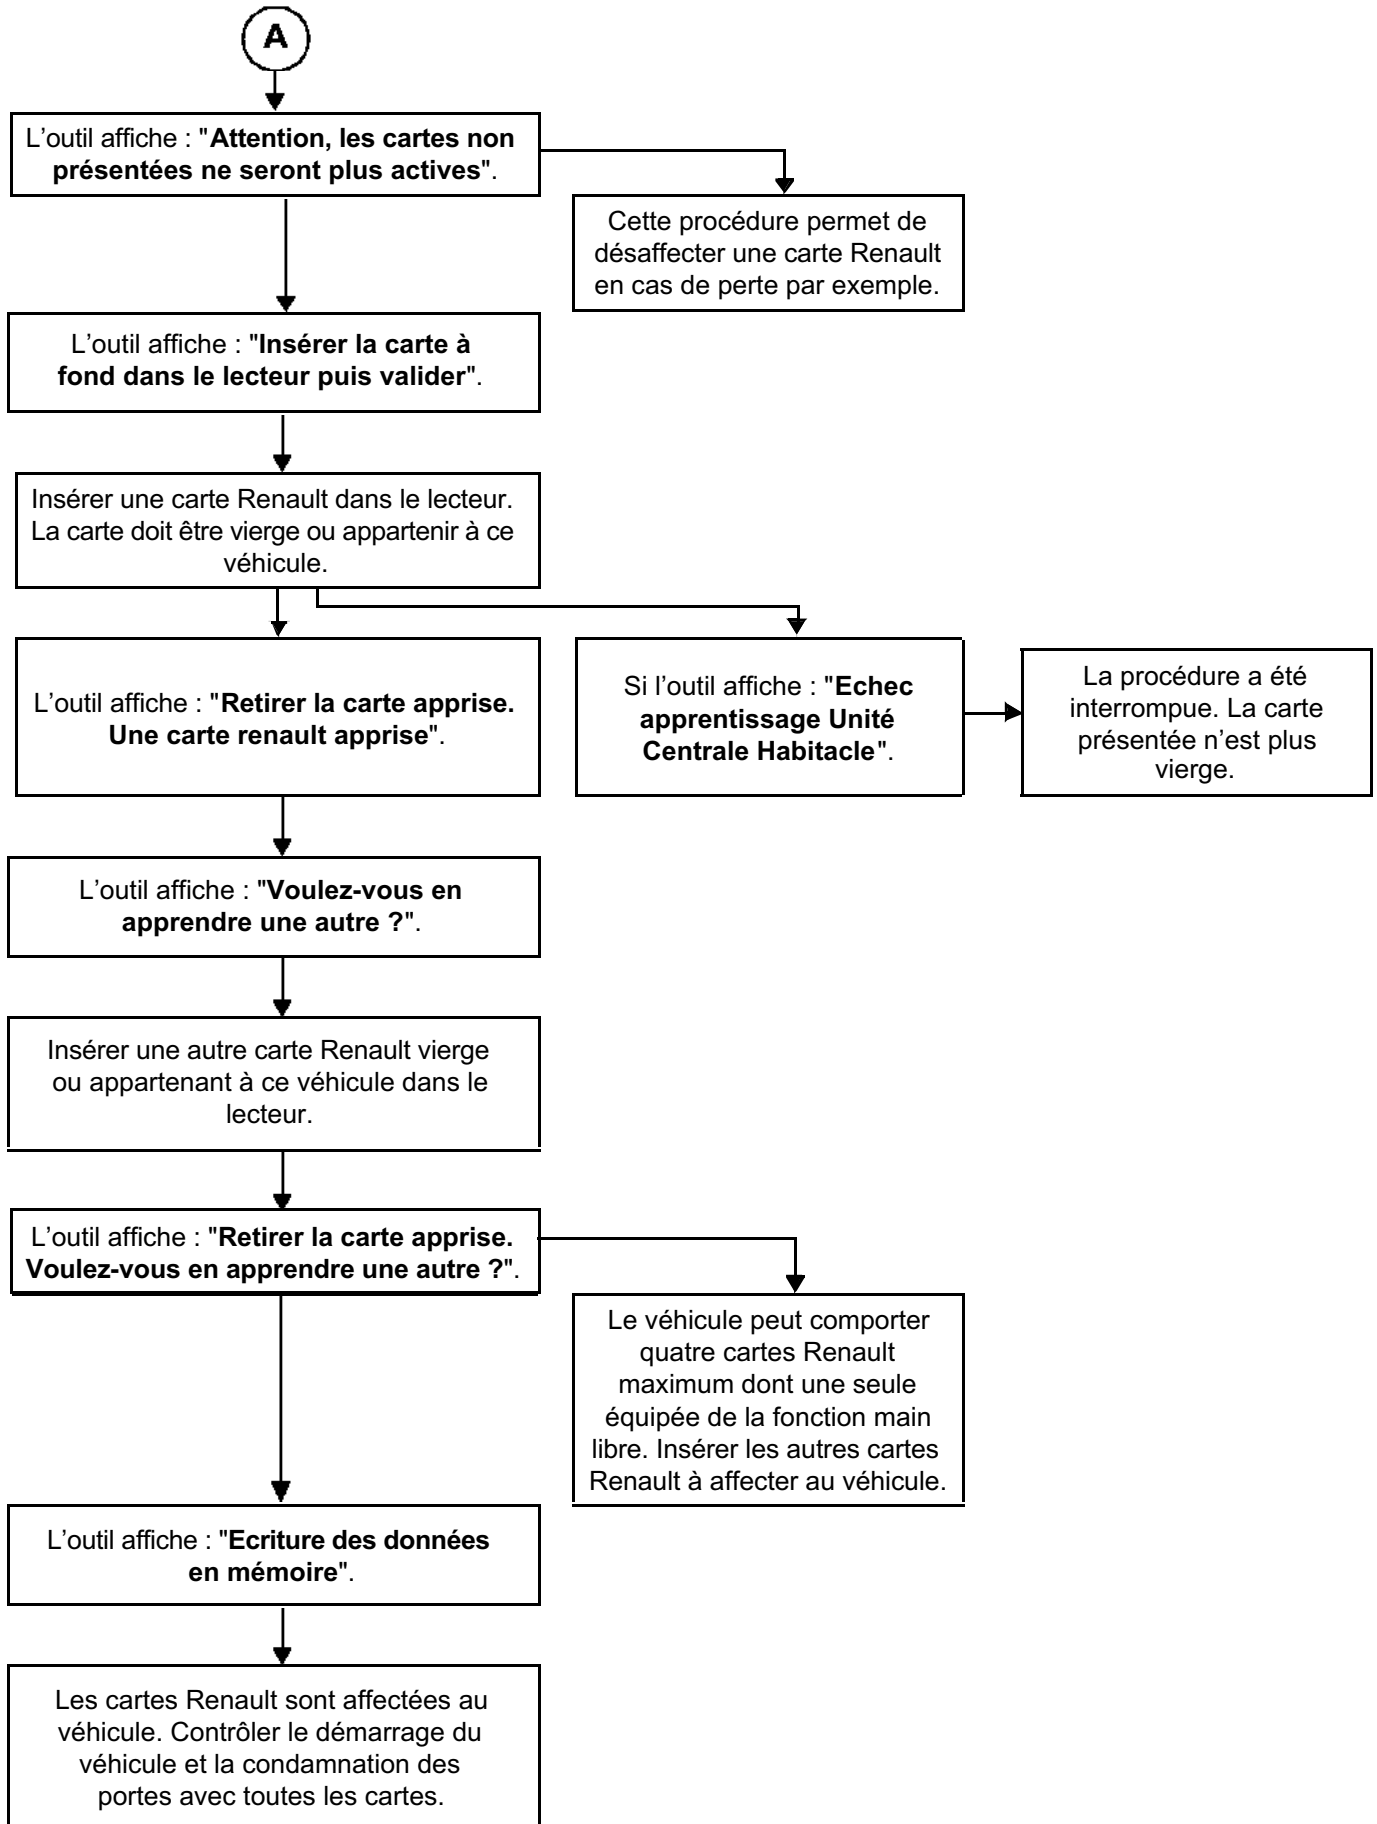 A
L'outil affiche : "Attention, les cartes non
présentées ne seront plus actives".
Cette procédure permet de
désaffecter une carte Renault
en cas de perte par exemple.
L'outil affiche : "Insérer la carte à
fond dans le lecteur puis valider".
Insérer une carte Renault dans le lecteur.
La carte doit être vierge ou appartenir à ce
véhicule.
L'outil affiche : "Retirer la carte apprise.
Une carte renault apprise".
Si l'outil affiche : "Echec
apprentissage Unité
Centrale Habitacle".
La procédure a été
interrompue. La carte
présentée n'est plus
vierge.
L'outil affiche : "Voulez-vous en
apprendre une autre ?".
Insérer une autre carte Renault vierge
ou appartenant à ce véhicule dans le
lecteur.
L'outil affiche : "Retirer la carte apprise.
Voulez-vous en apprendre une autre ?".
Le véhicule peut comporter
quatre cartes Renault
maximum dont une seule
équipée de la fonction main
libre. Insérer les autres cartes
Renault à affecter au véhicule.
L'outil affiche : "Ecriture des données
en mémoire".
Les cartes Renault sont affectées au
véhicule. Contrôler le démarrage du
véhicule et la condamnation des
portes avec toutes les cartes.